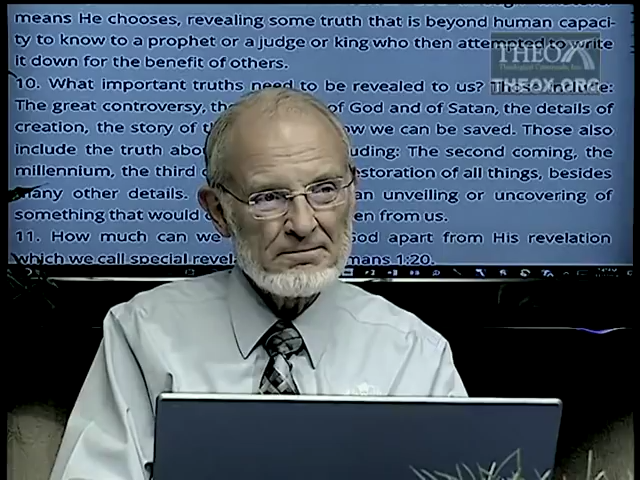 means He chooses, revealing some truth that is beyond human capaci-
ty to know to a prophet or a judge or king who then attempted to write
it down for the benefit of others.
10. What important truths need to be revealed to us? These include:
The great controversy, the of God and of Satan, the details of
creation, the story of how we can be saved. Those also
include the truth including: The second coming, the
millennium, the third restoration of all things, besides
many other details. an unveiling or uncovering of
something that would from us.
11. How much can we God apart from His revelation
which we call special 1:20.
THEOX
THEOX.ORG